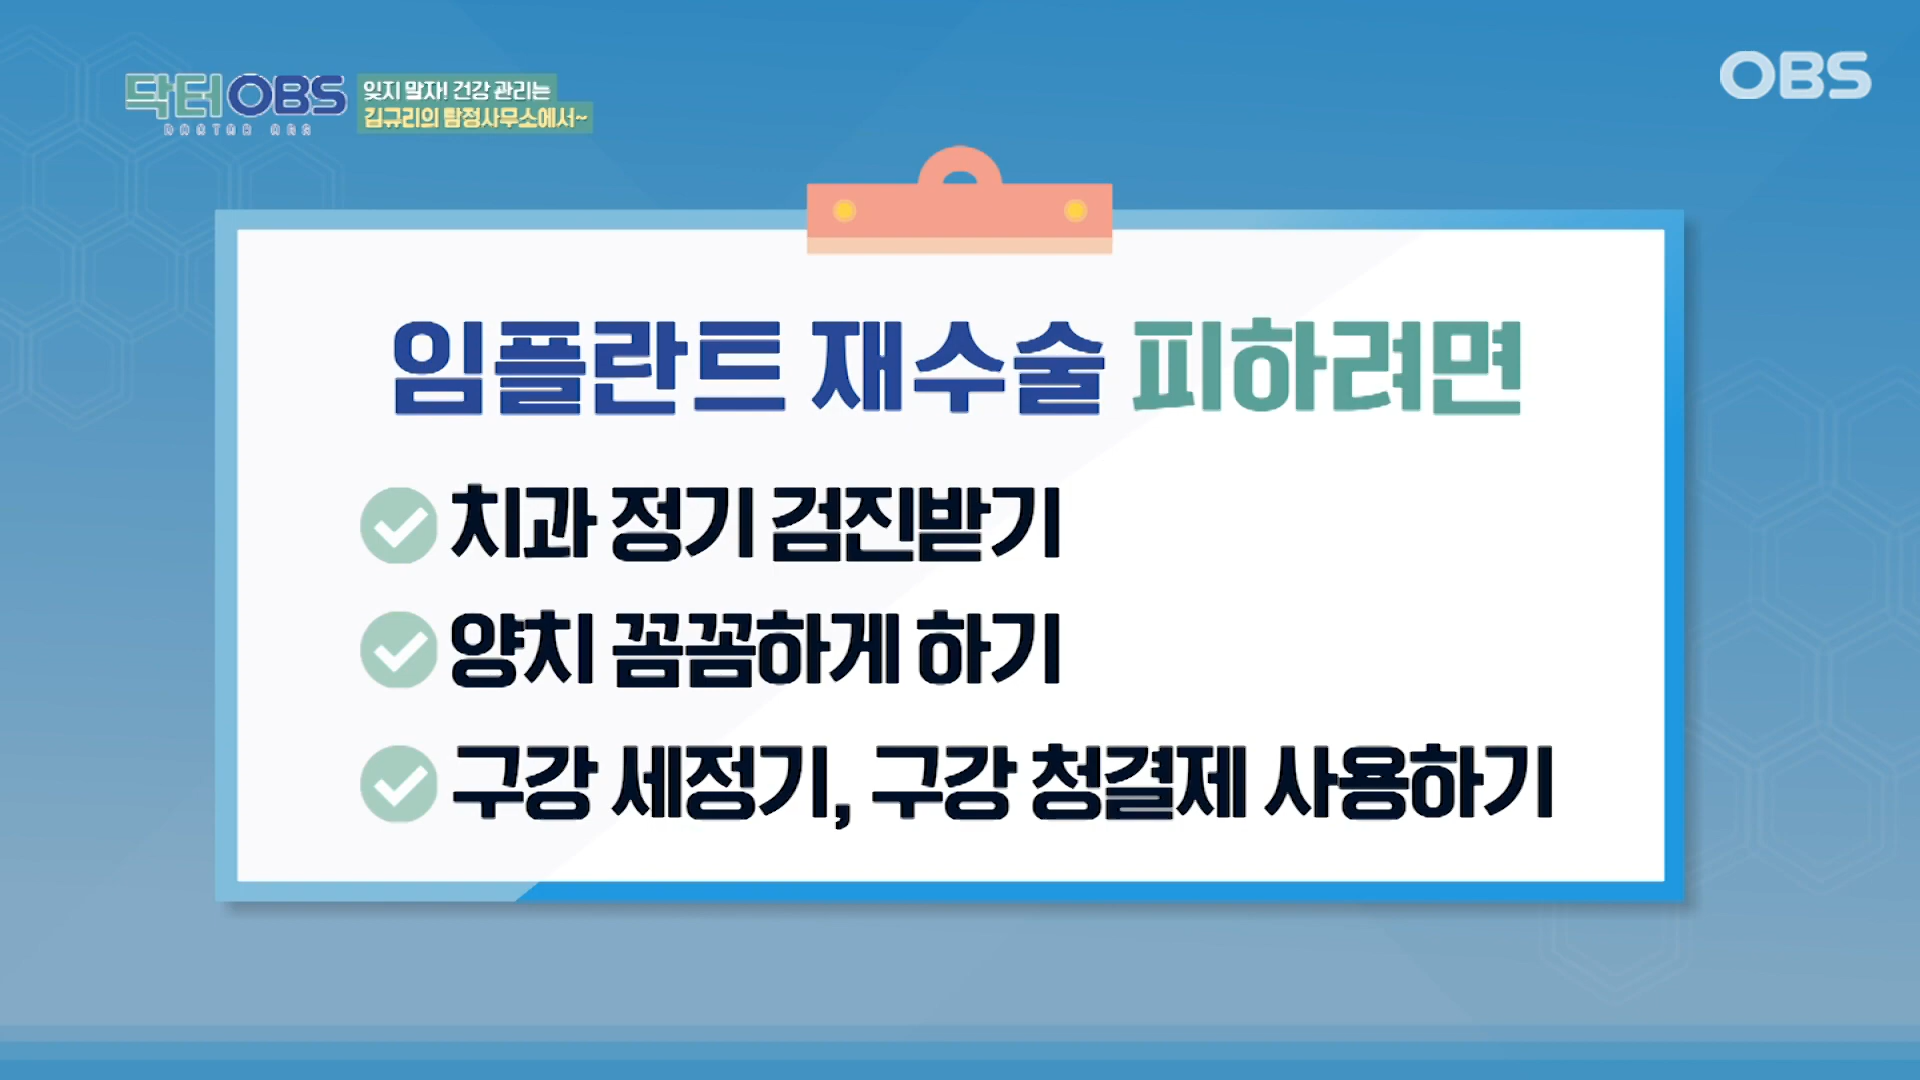 닥터OBS
잊지 말자! 건강 관리는
김규리의 탐정사무소에서~
OBS
임플란트 재수술 피하려면
치과 정기 검진받기
양치 꼼꼼하게 하기
구강 세정기, 구강 청결제 사용하기